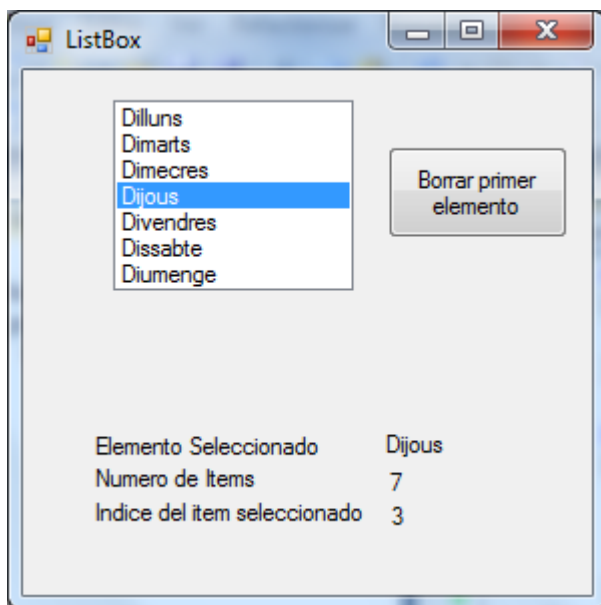 ListBox
Dilluns
Dimarts
Dimecres
Dijous
Divendres
Dissabte
Diumenge
Borrar primer
elemento
Elemento Seleccionado Dijous
Numero de Items 7
Indice del item seleccionado 3